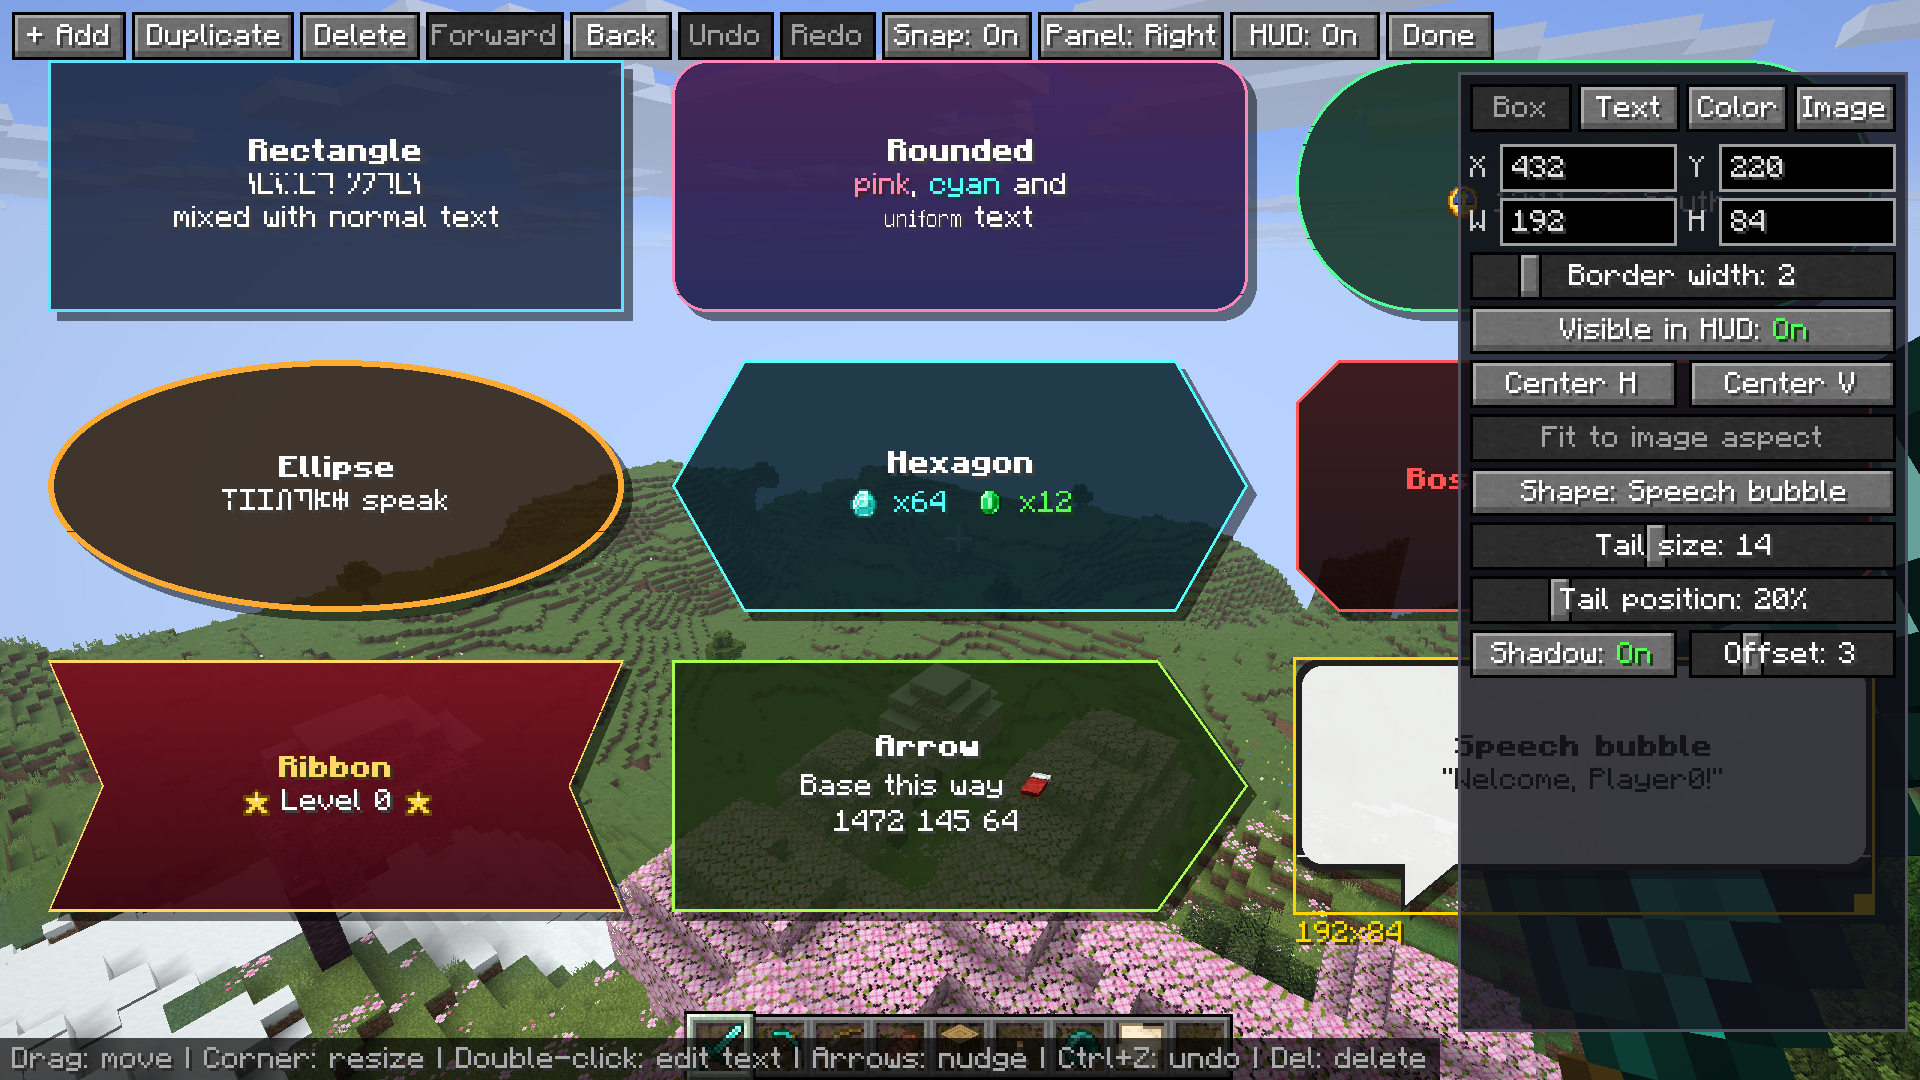 + Add Duplicate Delete Forward Back Undo Redo Snap: On Panel: Right HUD: On Done
Rectangle
mixed with normal text
Rounded
pink, cyan and
uniform text
Ellipse
speak
Hexagon
x64 x12
Bos
Ribbon
★ Level 0 ★
Arrow
Base this way
1472 145 64
Speech bubble
"Welcome, Player0!"
192x84
Box Text Color Image
X 432 Y 220
W 192 H 84
Border width: 2
Visible in HUD: On
Center H Center V
Fit to image aspect
Shape: Speech bubble
Tail size: 14
Tail position: 20%
Shadow: On Offset: 3
Drag: move | Corner: resize | Double-click: edit text | Arrows: nudge | Ctrl+Z: undo | Del: delete